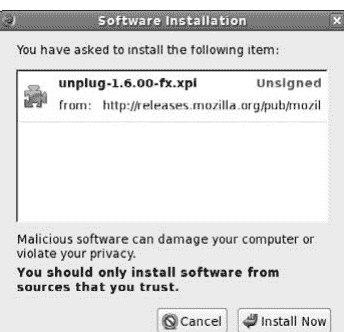 Software Installation
You have asked to install the following item:
unplug-1.6.00-fx.xpi Unsigned
from: http://releases.mozilla.org/pub/mozil
Malicious software can damage your computer or
violate your privacy.
You should only install software from
sources that you trust.
Cancel Install Now